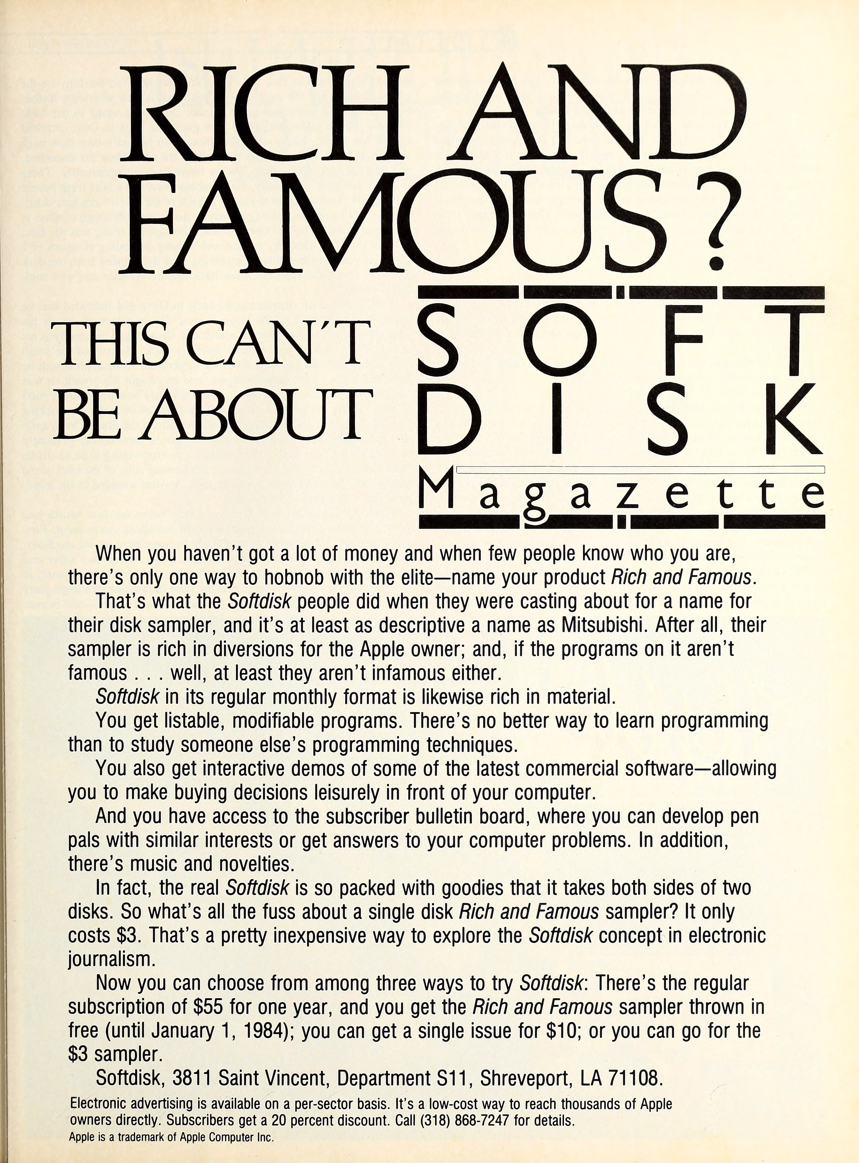 RICH AND
FAMOUS?
THIS CAN'T
BE ABOUT
SOFT
DISK
Magazette
When you haven't got a lot of money and when few people know who you are,
there's only one way to hobnob with the elite—name your product Rich and Famous.
That's what the Softdisk people did when they were casting about for a name for
their disk sampler, and it's at least as descriptive a name as Mitsubishi. After all, their
sampler is rich in diversions for the Apple owner; and, if the programs on it aren't
famous . . . well, at least they aren't infamous either.
Softdisk in its regular monthly format is likewise rich in material.
You get listable, modifiable programs. There's no better way to learn programming
than to study someone else's programming techniques.
You also get interactive demos of some of the latest commercial software—allowing
you to make buying decisions leisurely in front of your computer.
And you have access to the subscriber bulletin board, where you can develop pen
pals with similar interests or get answers to your computer problems. In addition,
there's music and novelties.
In fact, the real Softdisk is so packed with goodies that it takes both sides of two
disks. So what's all the fuss about a single disk Rich and Famous sampler? It only
costs $3. That's a pretty inexpensive way to explore the Softdisk concept in electronic
journalism.
Now you can choose from among three ways to try Softdisk: There's the regular
subscription of $55 for one year, and you get the Rich and Famous sampler thrown in
free (until January 1, 1984); you can get a single issue for $10; or you can go for the
$3 sampler.
Softdisk, 3811 Saint Vincent, Department S11, Shreveport, LA 71108.
Electronic advertising is available on a per-sector basis. It's a low-cost way to reach thousands of Apple
owners directly. Subscribers get a 20 percent discount. Call (318) 868-7247 for details.
Apple is a trademark of Apple Computer Inc.